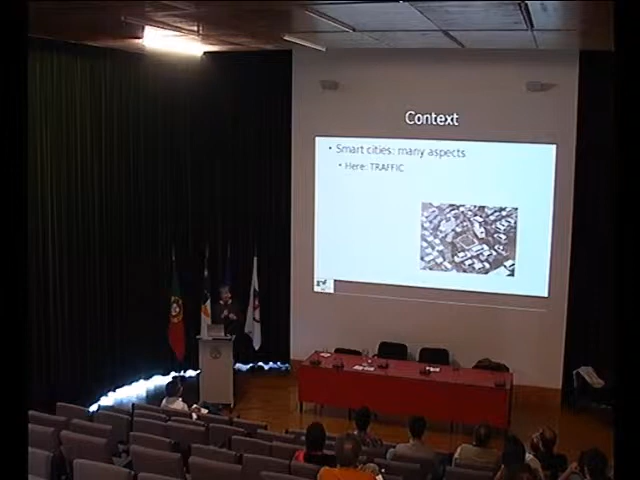 Context
• Smart cities: many aspects
• Here: TRAFFIC